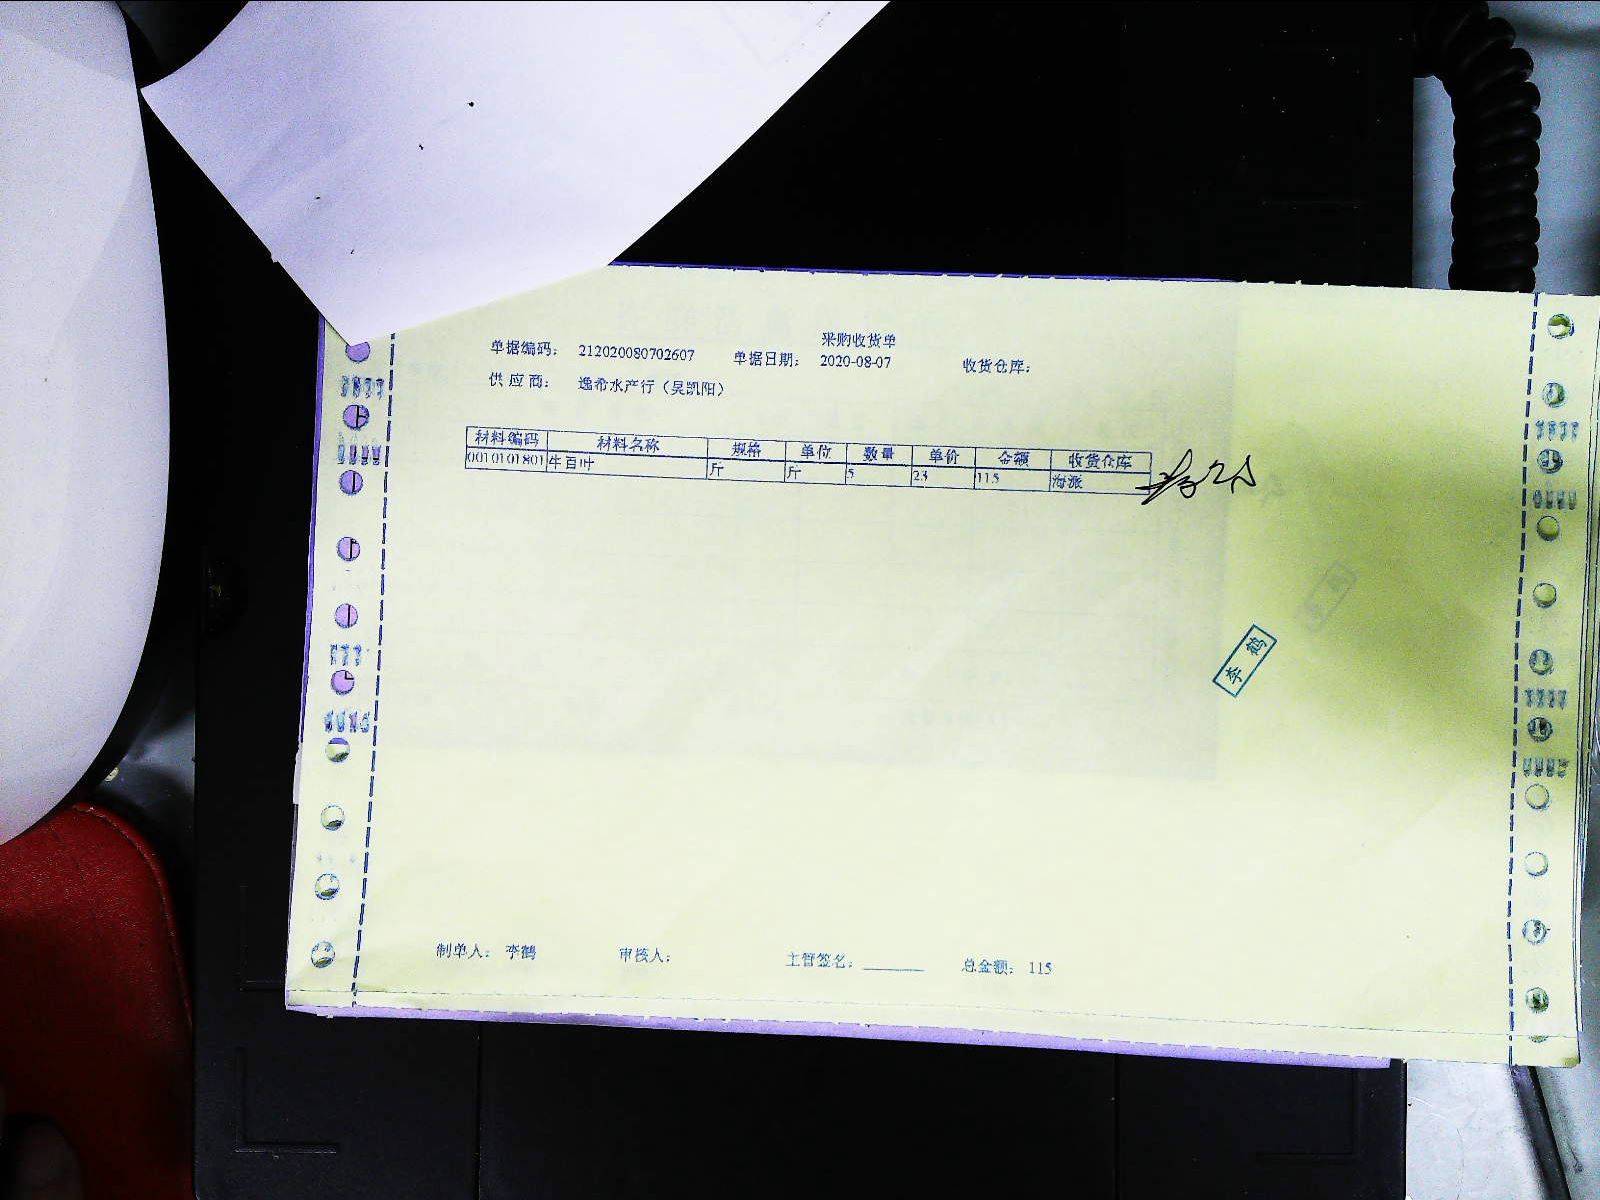 采购收货单
单据编码： 212020080702607 单据日期： 2020-08-07 收货仓库：
供 应 商： 逸希水产行（吴凯阳）
材料编码 材料名称 规格 单位 数量 单价 金额 收货仓库
0010101801 牛百叶 斤 斤 5 23 115 海派
李鹤
制单人： 李鹤 审核人： 主管签名：______ 总金额： 115